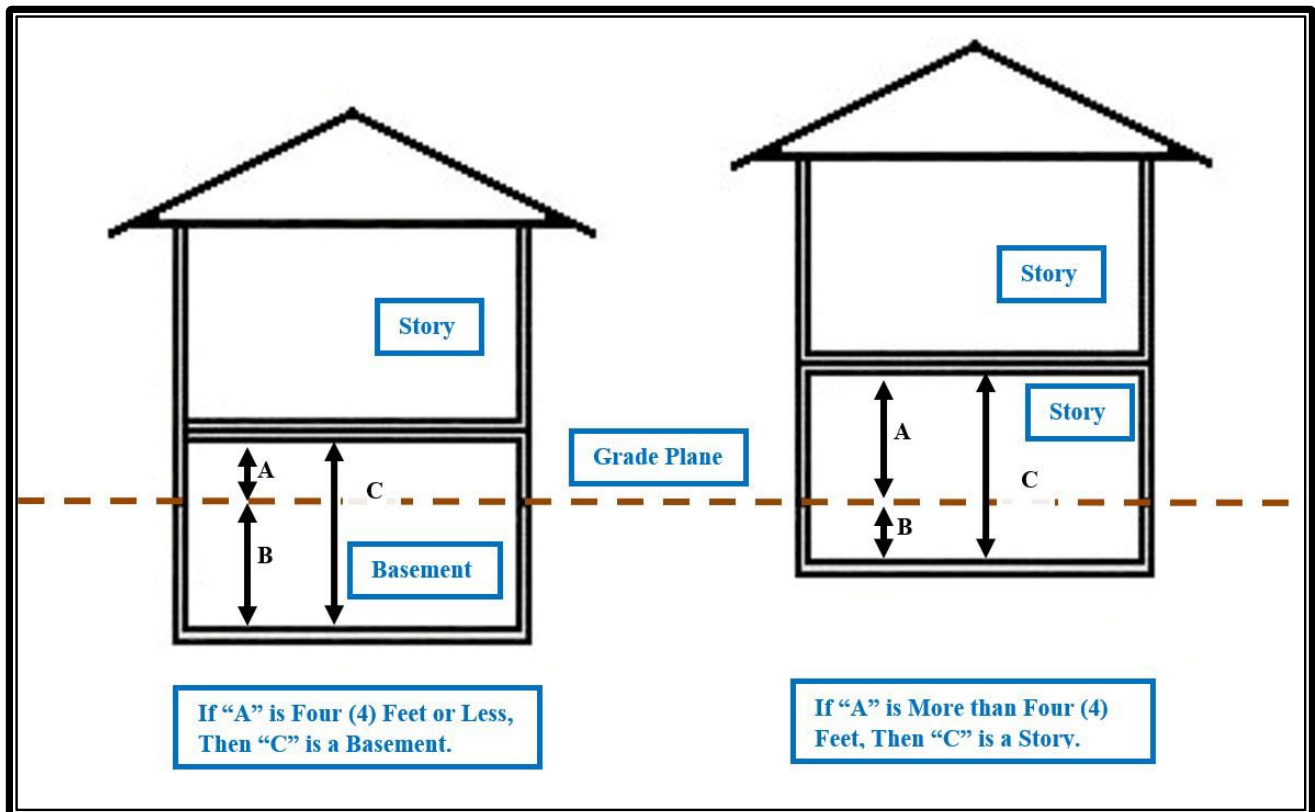 Story
Story
Story
A
A
Grade Plane
C
C
B
B
Basement
If “A” is Four (4) Feet or Less,
Then “C” is a Basement.
If “A” is More than Four (4)
Feet, Then “C” is a Story.